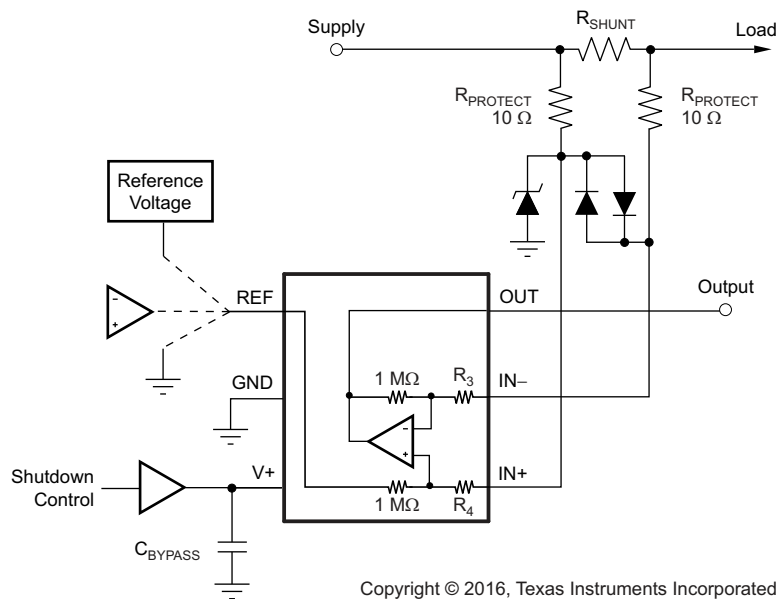 Supply
RSHUNT
Load
RPROTECT
10 Ω
RPROTECT
10 Ω
Reference
Voltage
-
+
REF
OUT
Output
GND
1 MΩ
R3
IN-
-
+
Shutdown
Control
V+
1 MΩ
R4
IN+
CBYPASS
Copyright © 2016, Texas Instruments Incorporated